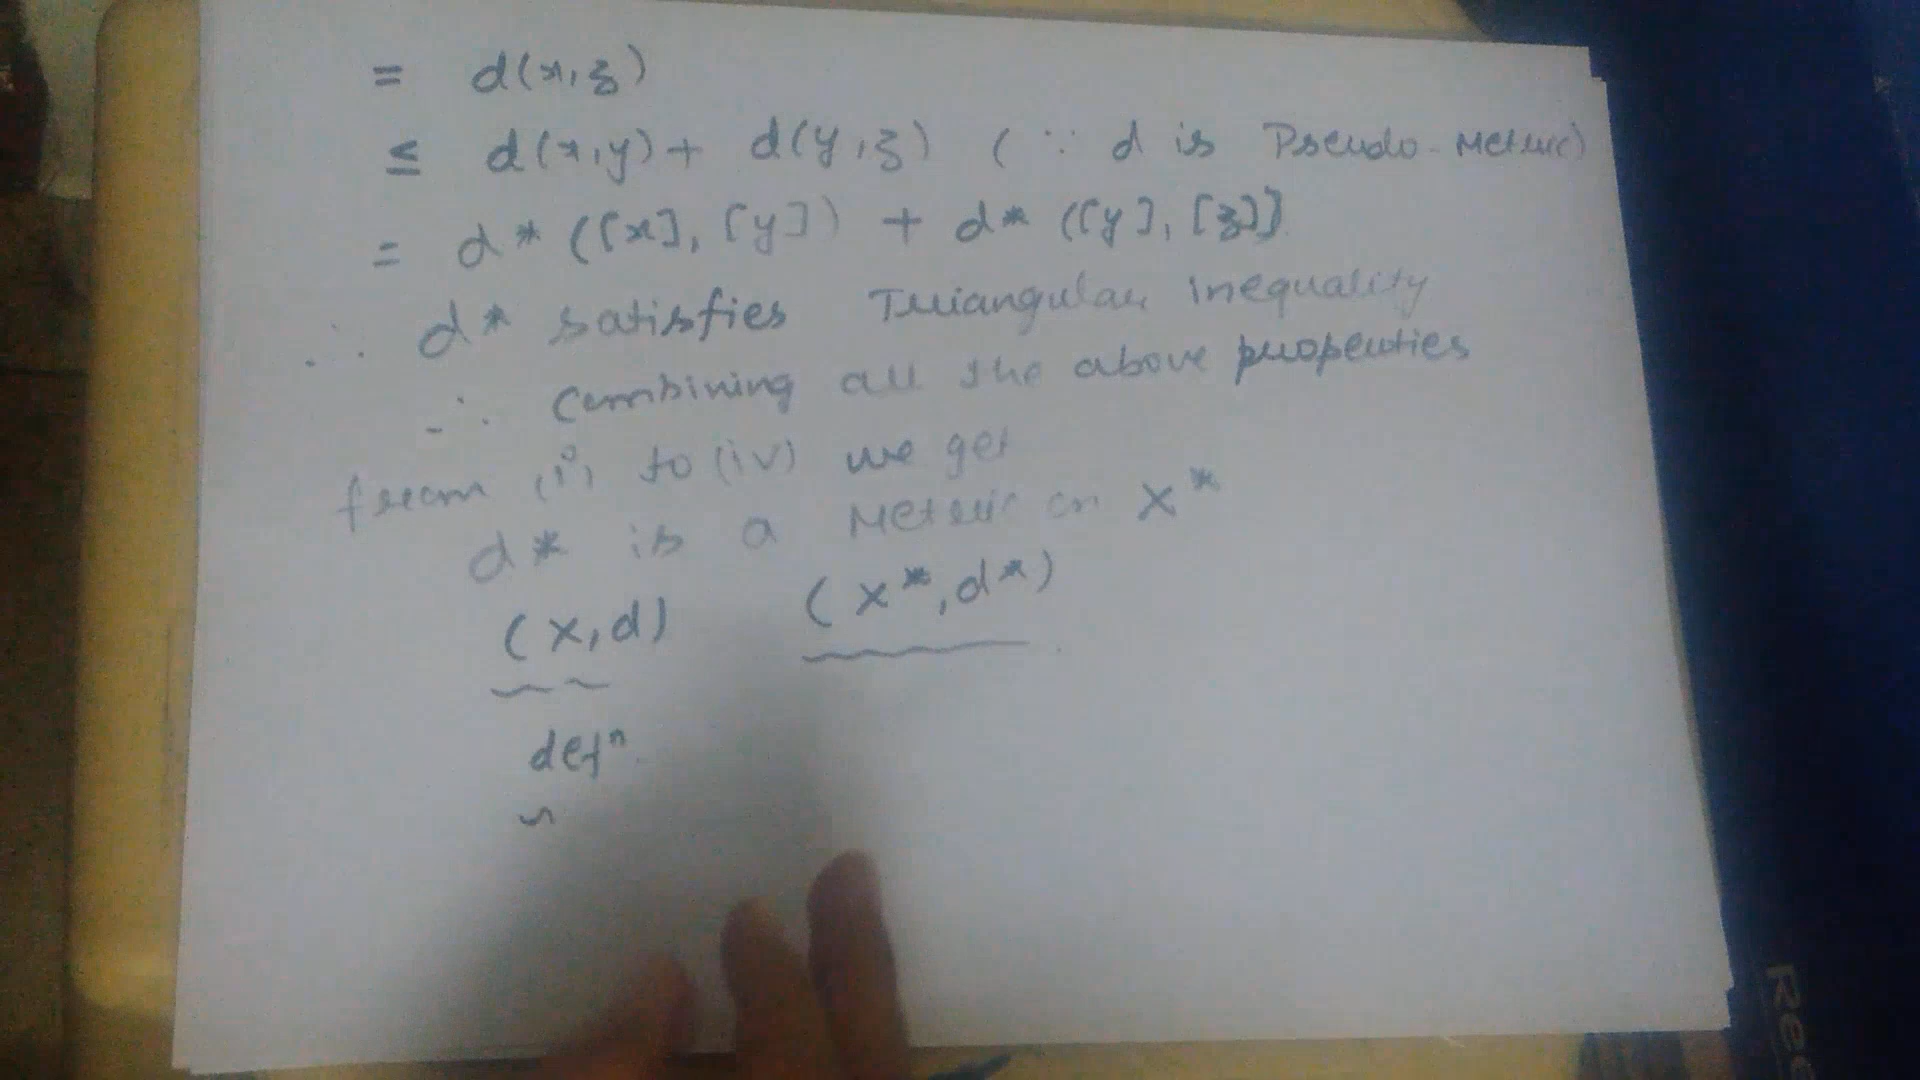 = d(x,z)
≤ d(x,y) + d(y,z) (∵ d is Pseudo-Metric)
= d* ([x], [y]) + d* ([y], [z])
∴ d* satisfies Triangular inequality
∴ Combining all the above properties
from (i) to (iv) we get
d* is a Metric on X*
(X,d) (X*,d*)
defⁿ